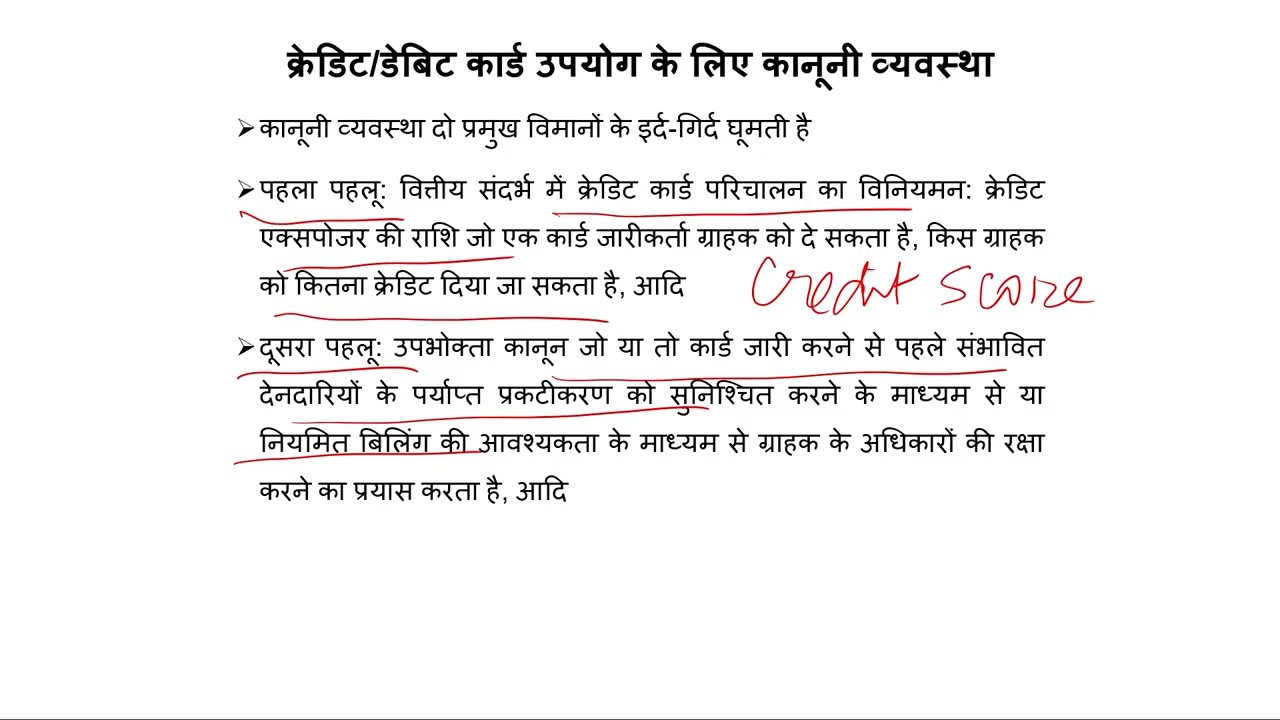 क्रेडिट/डेबिट कार्ड उपयोग के लिए कानूनी व्यवस्था
➢कानूनी व्यवस्था दो प्रमुख विमानों के इर्द-गिर्द घूमती है
➢पहला पहलू: वित्तीय संदर्भ में क्रेडिट कार्ड परिचालन का विनियमन: क्रेडिट
एक्सपोजर की राशि जो एक कार्ड जारीकर्ता ग्राहक को दे सकता है, किस ग्राहक
को कितना क्रेडिट दिया जा सकता है, आदि
Credit score
➢दूसरा पहलू: उपभोक्ता कानून जो या तो कार्ड जारी करने से पहले संभावित
देनदारियों के पर्याप्त प्रकटीकरण को सुनिश्चित करने के माध्यम से या
नियमित बिलिंग की आवश्यकता के माध्यम से ग्राहक के अधिकारों की रक्षा
करने का प्रयास करता है, आदि